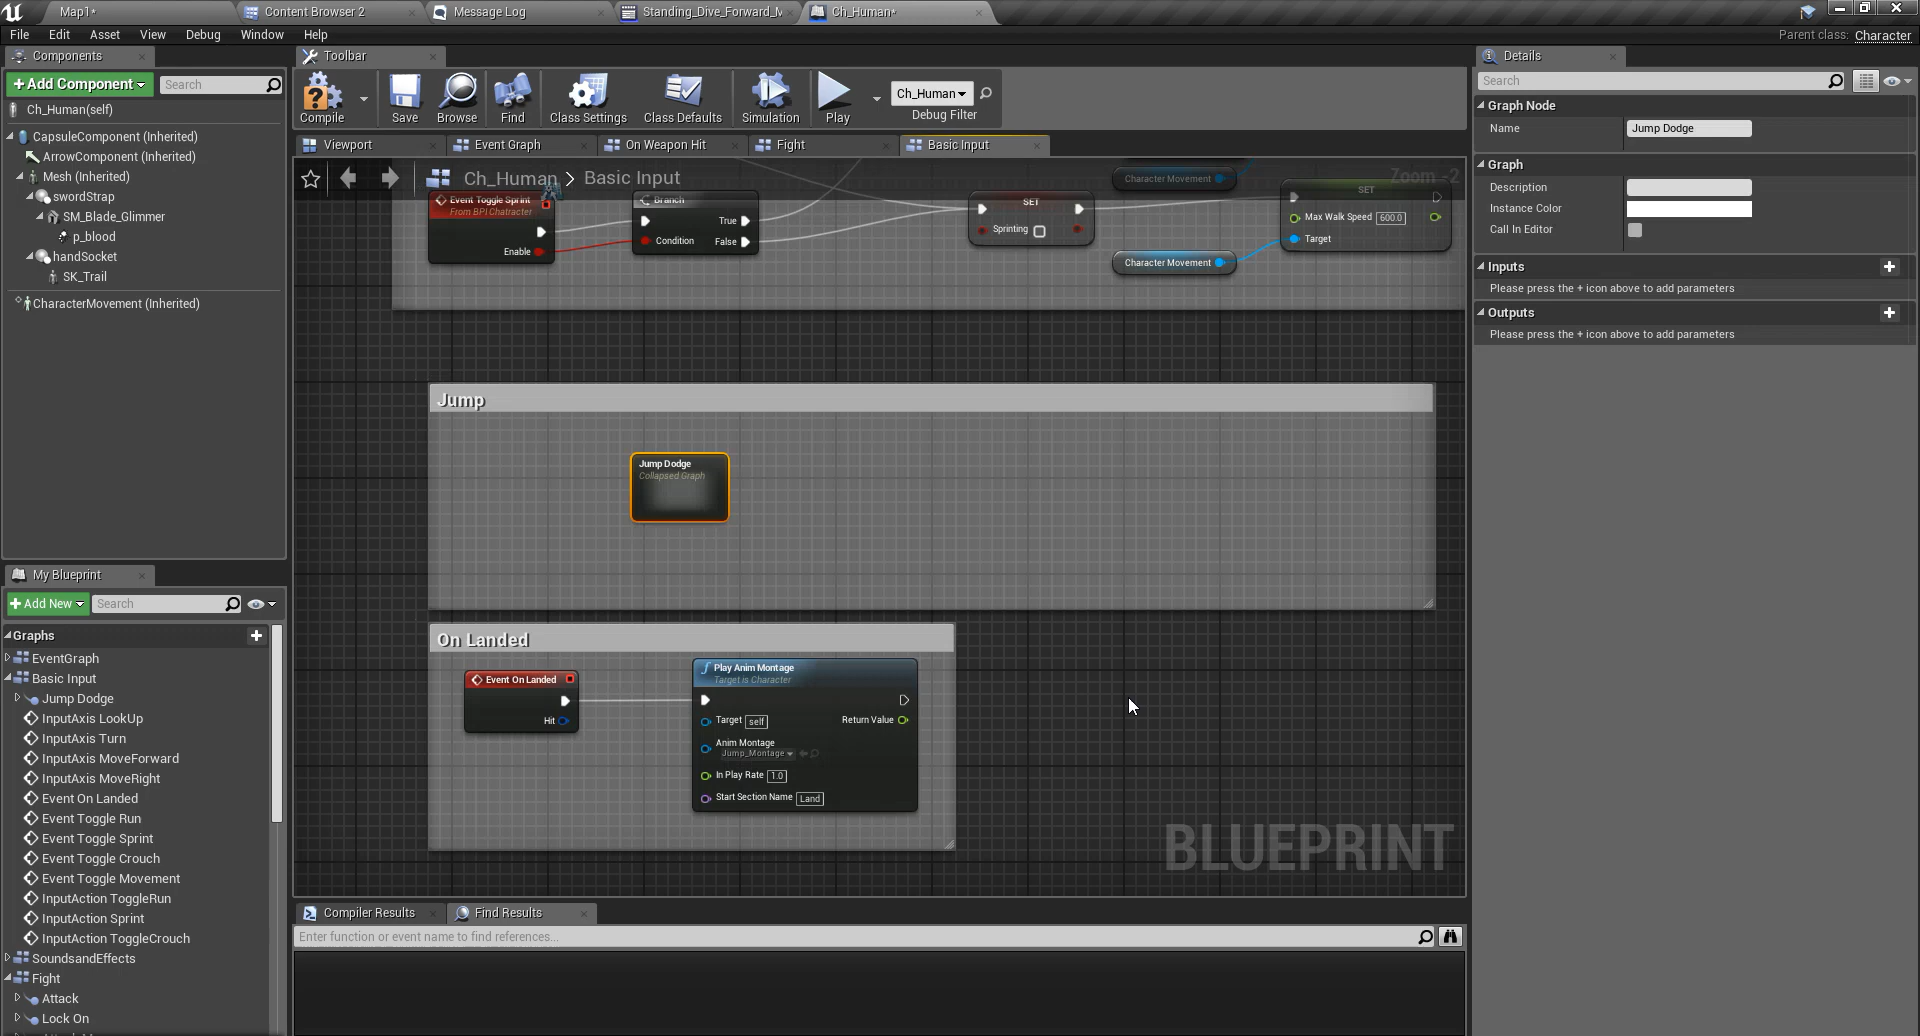 Map1*
Content Browser 2
Message Log
Standing_Dive_Forward_M
Ch_Human*
File Edit Asset View Debug Window Help
Parent class: Character
Components
Toolbar
Details
+Add Component
Search
Ch_Human(self)
CapsuleComponent (Inherited)
ArrowComponent (Inherited)
Mesh (Inherited)
swordStrap
SM_Blade_Glimmer
p_blood
handSocket
SK_Trail
CharacterMovement (Inherited)
Compile
Save
Browse
Find
Class Settings
Class Defaults
Simulation
Play
Ch_Human
Debug Filter
Viewport
Event Graph
On Weapon Hit
Fight
Basic Input
Ch_Human > Basic Input
Zoom -2
Event Toggle Sprint
From BPI Chatracter
Enable
Branch
True
Condition
False
SET
Sprinting
Character Movement
Character Movement
SET
Max Walk Speed 600.0
Target
Jump
Jump Dodge
Collapsed Graph
On Landed
Event On Landed
Hit
Play Anim Montage
Target is Character
Target self
Return Value
Anim Montage
Jump_Montage
In Play Rate 1.0
Start Section Name Land
BLUEPRINT
My Blueprint
+Add New
Search
Graphs
EventGraph
Basic Input
Jump Dodge
InputAxis LookUp
InputAxis Turn
InputAxis MoveForward
InputAxis MoveRight
Event On Landed
Event Toggle Run
Event Toggle Sprint
Event Toggle Crouch
Event Toggle Movement
InputAction ToggleRun
InputAction Sprint
InputAction ToggleCrouch
SoundsandEffects
Fight
Attack
Lock On
Compiler Results
Find Results
Enter function or event name to find references...
Search
Graph Node
Name Jump Dodge
Graph
Description
Instance Color
Call In Editor
Inputs
Please press the + icon above to add parameters
Outputs
Please press the + icon above to add parameters